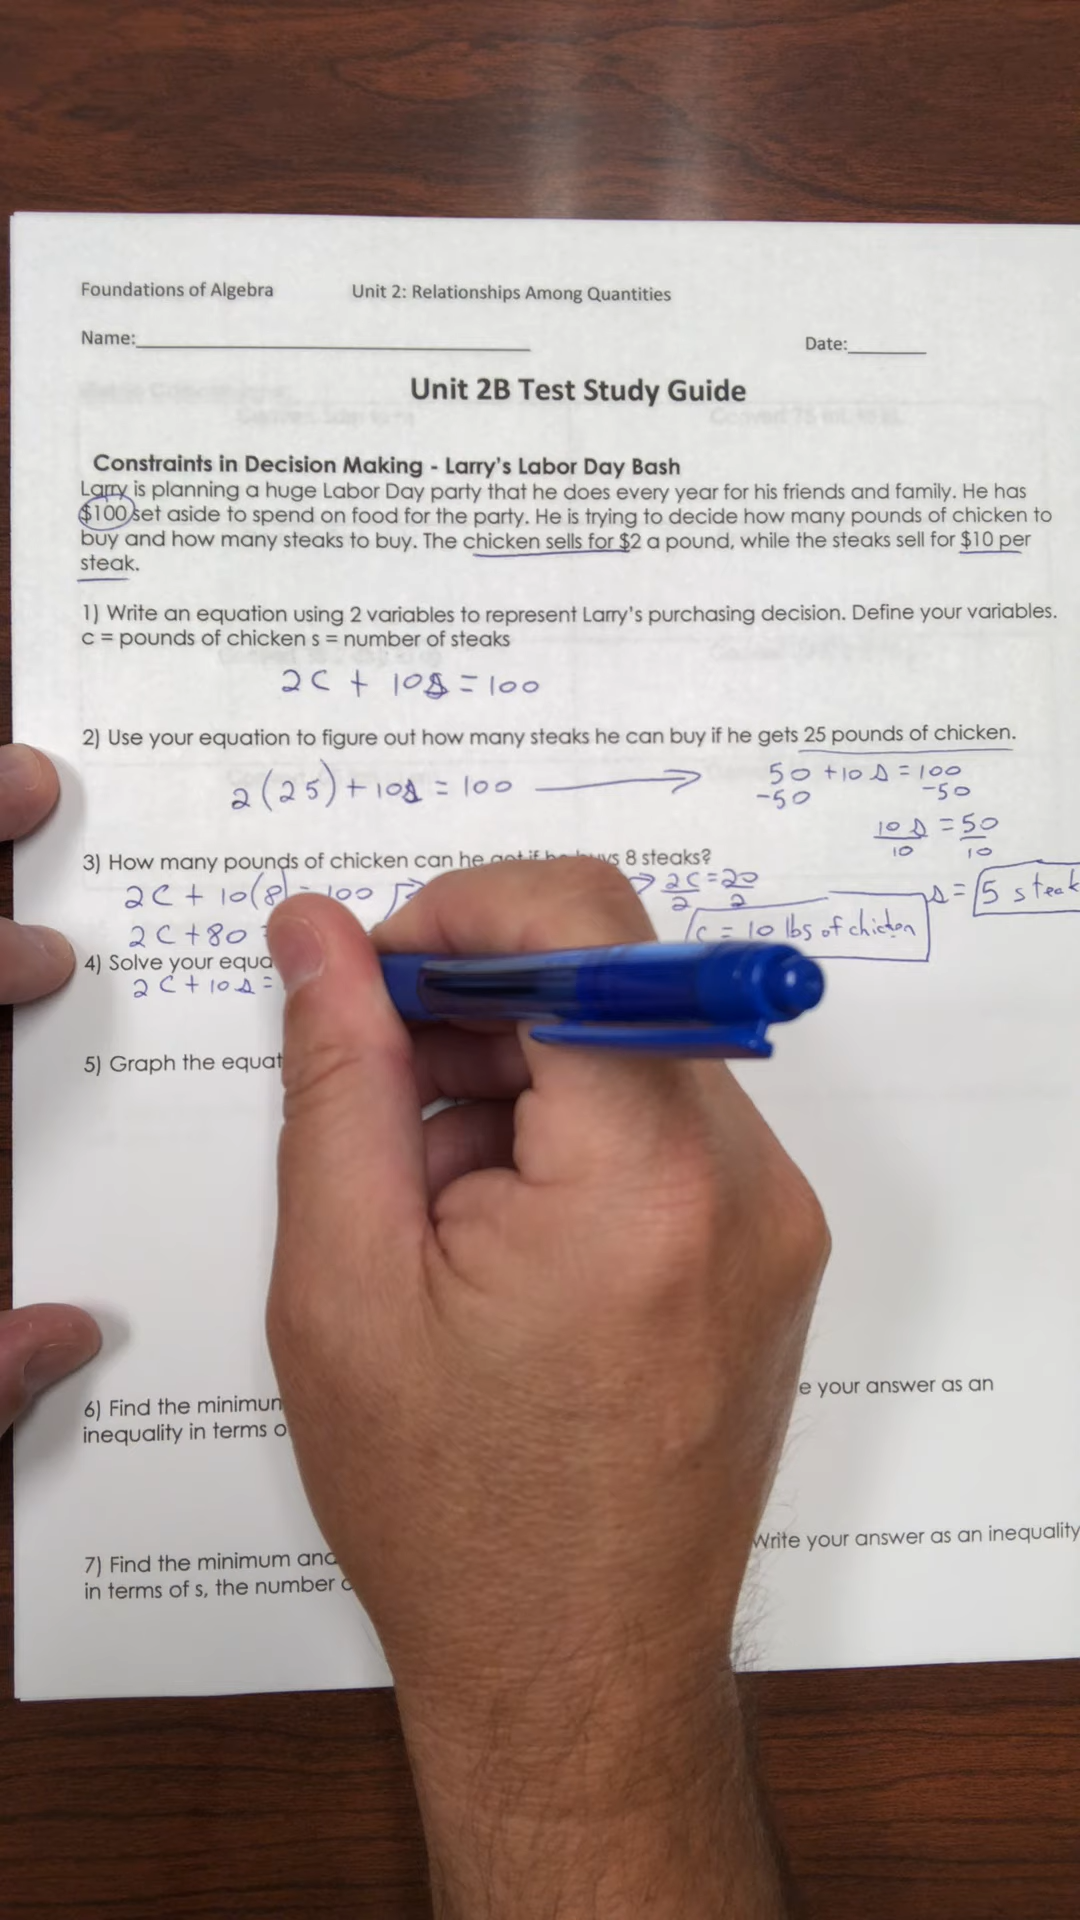 Foundations of Algebra Unit 2: Relationships Among Quantities
Name: Date:
Unit 2B Test Study Guide
Constraints in Decision Making - Larry's Labor Day Bash
Larry is planning a huge Labor Day party that he does every year for his friends and family. He has
$100 set aside to spend on food for the party. He is trying to decide how many pounds of chicken to
buy and how many steaks to buy. The chicken sells for $2 a pound, while the steaks sell for $10 per
steak.
1) Write an equation using 2 variables to represent Larry's purchasing decision. Define your variables.
c = pounds of chicken s = number of steaks
2c + 10s = 100
2) Use your equation to figure out how many steaks he can buy if he gets 25 pounds of chicken.
2(25) + 10s = 100 → 50 + 10s = 100
-50 -50
10s = 50
10 10
s = 5 steak
3) How many pounds of chicken can he get if he buys 8 steaks?
2c + 10(8) = 100 → 2c = 20
2 2
2c + 80 c = 10 lbs of chicken
4) Solve your equa
2c + 10s =
5) Graph the equat
6) Find the minimum e your answer as an
inequality in terms o
7) Find the minimum and Write your answer as an inequality
in terms of s, the number